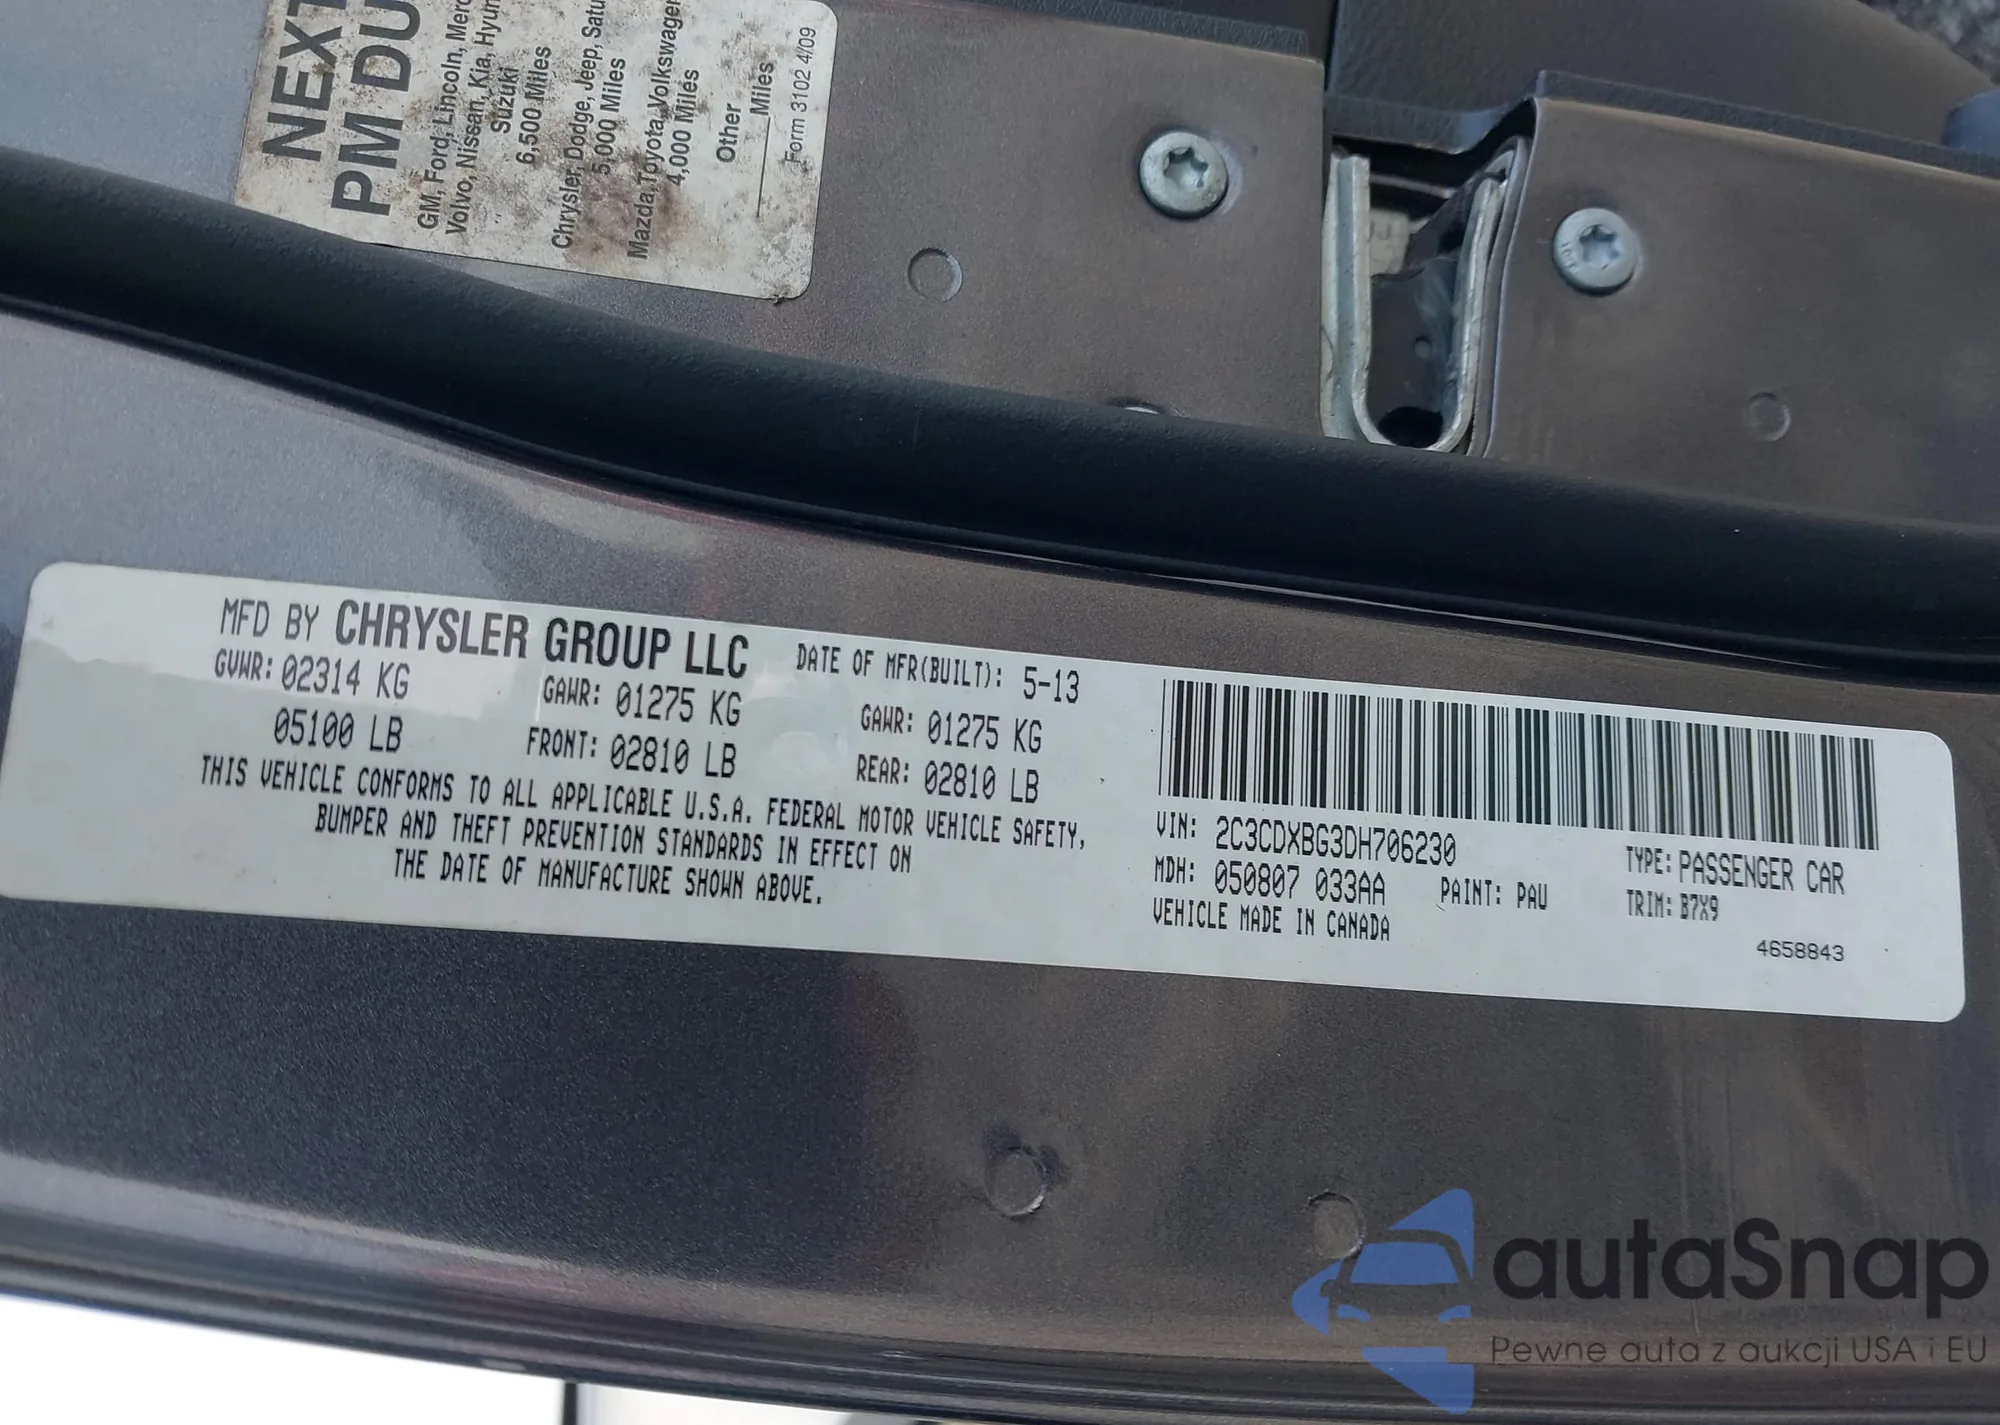 NEXT
PM DU
GM, Ford, Lincoln, Merc
Volvo, Nissan, Kia, Hyun
Suzuki
6,500 Miles
Chrysler, Dodge, Jeep, Satu
5,000 Miles
Mazda, Toyota, Volkswagen
4,000 Miles
Other
Miles
Form 3102 4/09
MFD BY CHRYSLER GROUP LLC
DATE OF MFR(BUILT): 5-13
GVWR: 02314 KG
05100 LB
GAWR: 01275 KG
FRONT: 02810 LB
GAWR: 01275 KG
REAR: 02810 LB
THIS VEHICLE CONFORMS TO ALL APPLICABLE U.S.A. FEDERAL MOTOR VEHICLE SAFETY,
BUMPER AND THEFT PREVENTION STANDARDS IN EFFECT ON
THE DATE OF MANUFACTURE SHOWN ABOVE.
VIN: 2C3CDXBG3DH706230
TYPE: PASSENGER CAR
MDH: 050807 033AA
PAINT: PAU
TRIM: B7X9
VEHICLE MADE IN CANADA
4658843
autaSnap
Pewne auta z aukcji USA i EU